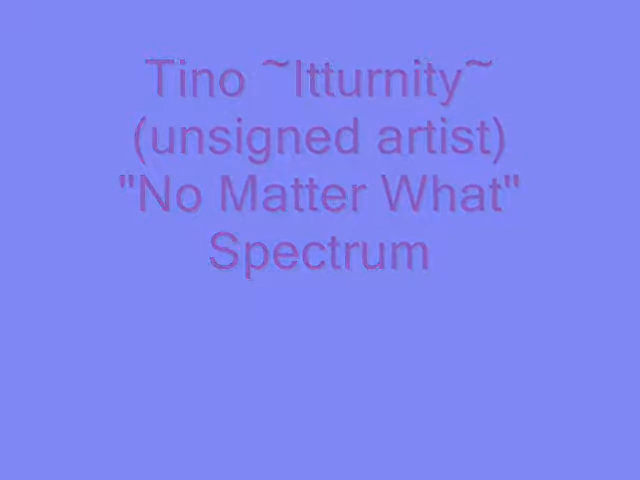 Tino ~Itturnity~
(unsigned artist)
"No Matter What"
Spectrum